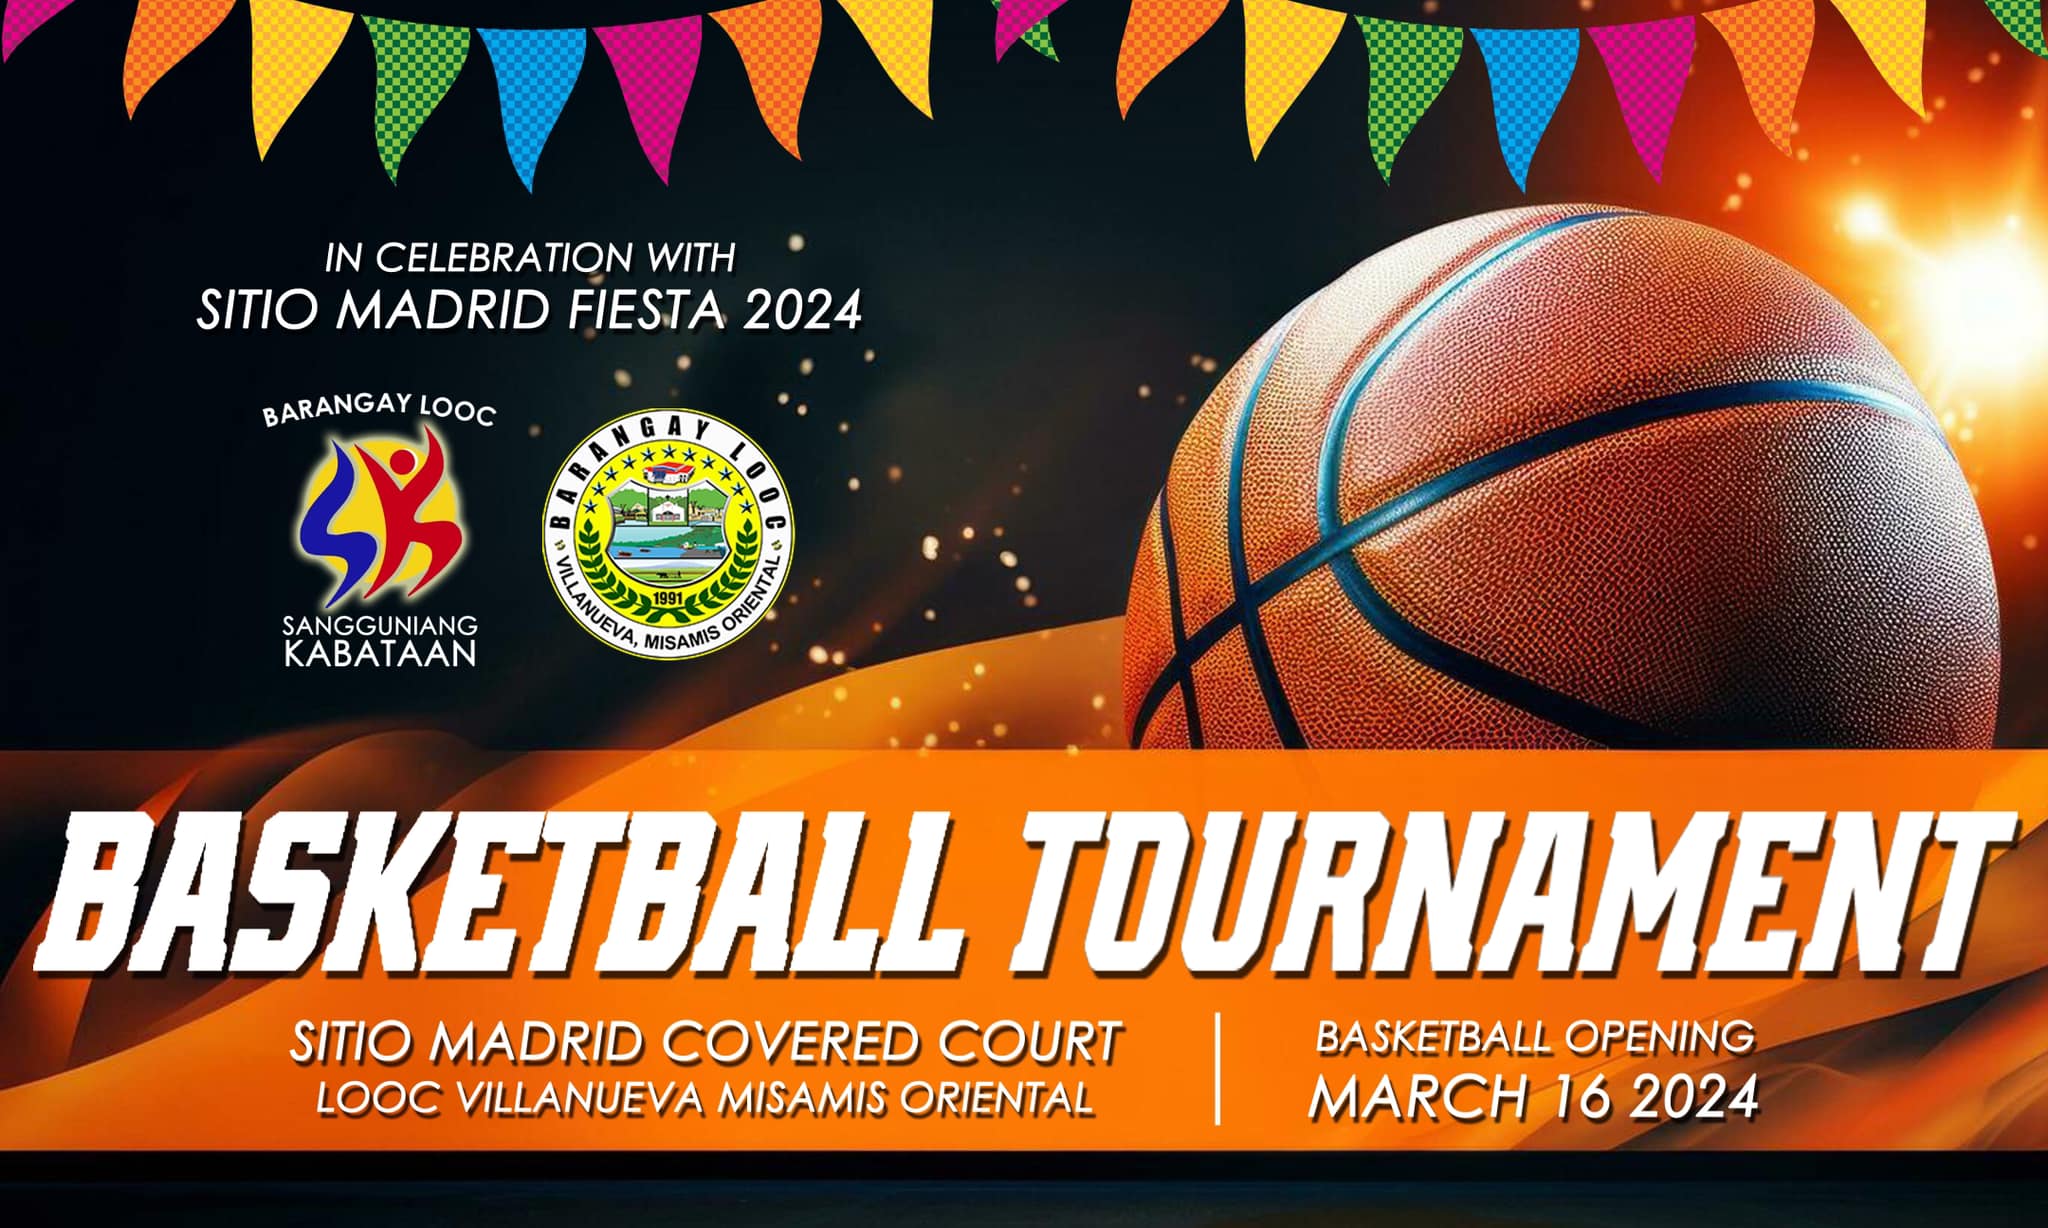 IN CELEBRATION WITH
SITIO MADRID FIESTA 2024
BARANGAY LOOC
SANGGUNIANG
KABATAAN
BARANGAY LOOC
1991
VILLANUEVA, MISAMIS ORIENTAL
BASKETBALL TOURNAMENT
SITIO MADRID COVERED COURT
LOOC VILLANUEVA MISAMIS ORIENTAL
BASKETBALL OPENING
MARCH 16 2024